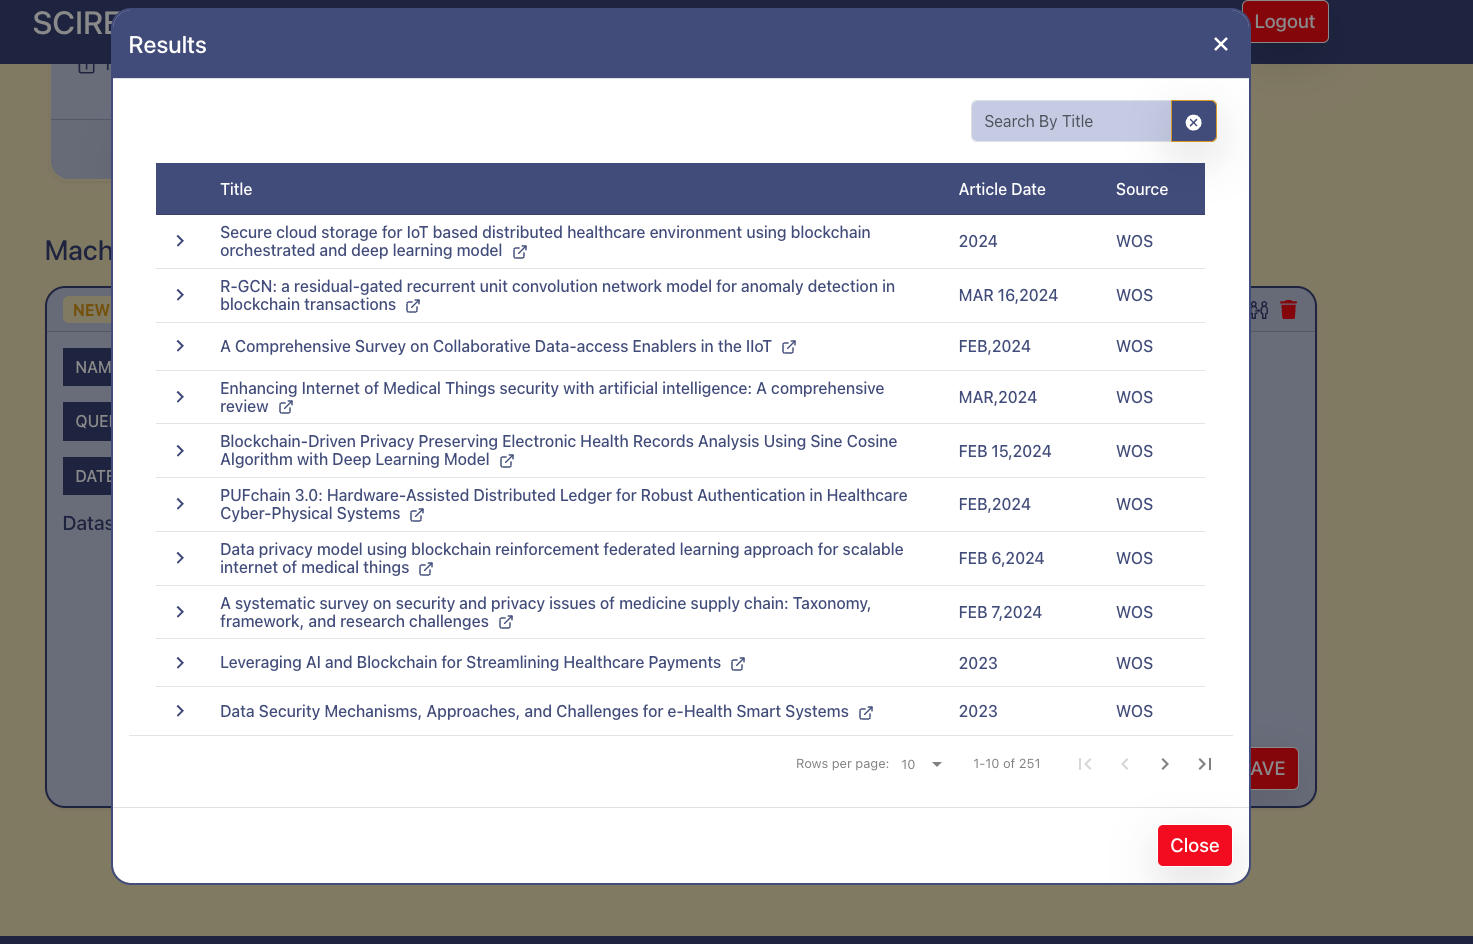 SCIRE
Logout
Results
Search By Title
Title Article Date Source
Secure cloud storage for IoT based distributed healthcare environment using blockchain
orchestrated and deep learning model
2024 WOS
R-GCN: a residual-gated recurrent unit convolution network model for anomaly detection in
blockchain transactions
MAR 16,2024 WOS
A Comprehensive Survey on Collaborative Data-access Enablers in the IIoT FEB,2024 WOS
Enhancing Internet of Medical Things security with artificial intelligence: A comprehensive
review
MAR,2024 WOS
Blockchain-Driven Privacy Preserving Electronic Health Records Analysis Using Sine Cosine
Algorithm with Deep Learning Model
FEB 15,2024 WOS
PUFchain 3.0: Hardware-Assisted Distributed Ledger for Robust Authentication in Healthcare
Cyber-Physical Systems
FEB,2024 WOS
Data privacy model using blockchain reinforcement federated learning approach for scalable
internet of medical things
FEB 6,2024 WOS
A systematic survey on security and privacy issues of medicine supply chain: Taxonomy,
framework, and research challenges
FEB 7,2024 WOS
Leveraging AI and Blockchain for Streamlining Healthcare Payments 2023 WOS
Data Security Mechanisms, Approaches, and Challenges for e-Health Smart Systems 2023 WOS
Rows per page: 10 1-10 of 251
Close
Mach
NEW
NAM
QUE
DATE
Datas
AVE